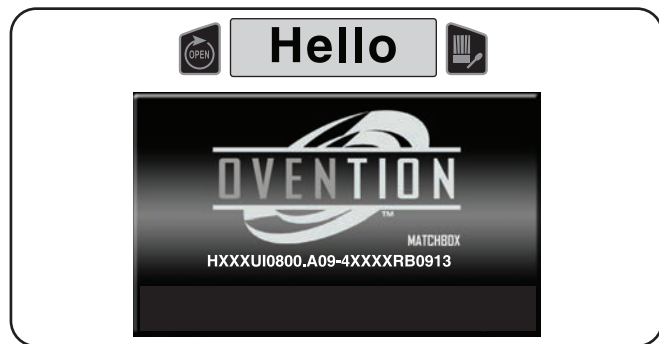 OPEN
Hello
OVENTION
™
MATCHBOX
HXXXUI0800.A09-4XXXXRB0913